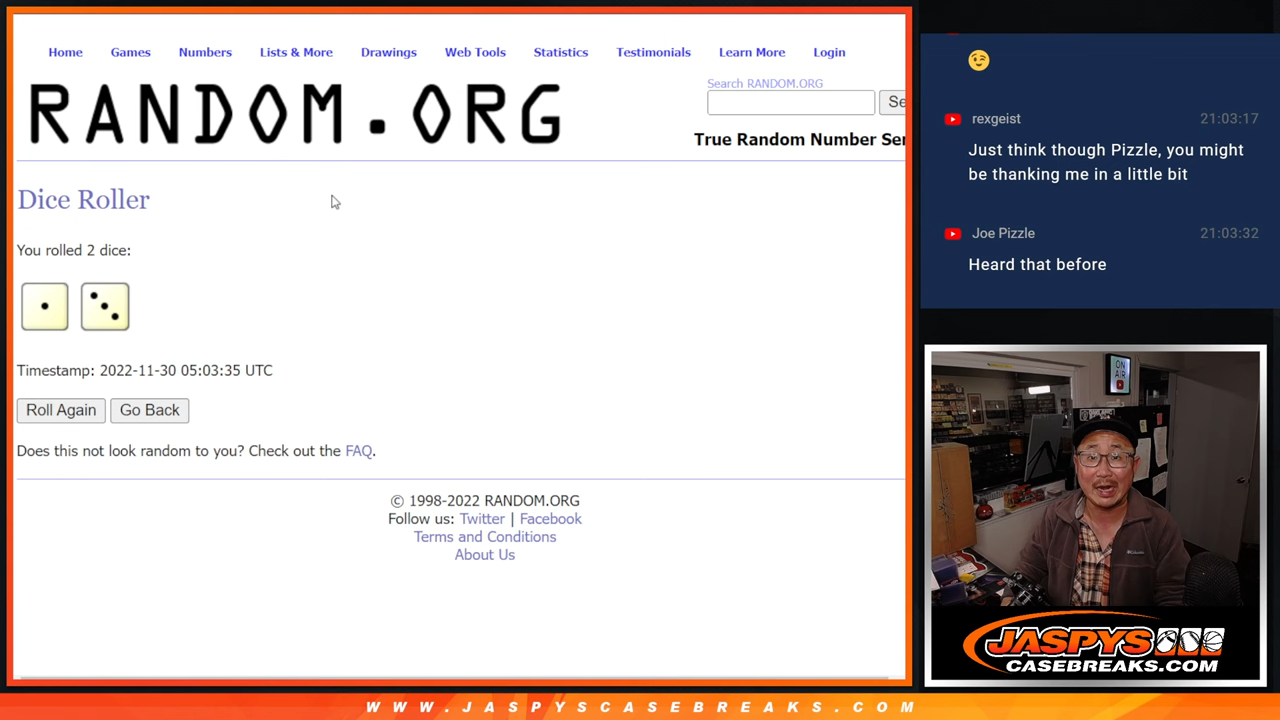 Home Games Numbers Lists & More Drawings Web Tools Statistics Testimonials Learn More Login
RANDOM.ORG
Search RANDOM.ORG
Se
True Random Number Ser
Dice Roller
You rolled 2 dice:
Timestamp: 2022-11-30 05:03:35 UTC
Roll Again Go Back
Does this not look random to you? Check out the FAQ.
© 1998-2022 RANDOM.ORG
Follow us: Twitter | Facebook
Terms and Conditions
About Us
rexgeist 21:03:17
Just think though Pizzle, you might
be thanking me in a little bit
Joe Pizzle 21:03:32
Heard that before
ON
AIR
Columbia
JASPYS
CASEBREAKS.COM
WWW.JASPYSCASEBREAKS.COM